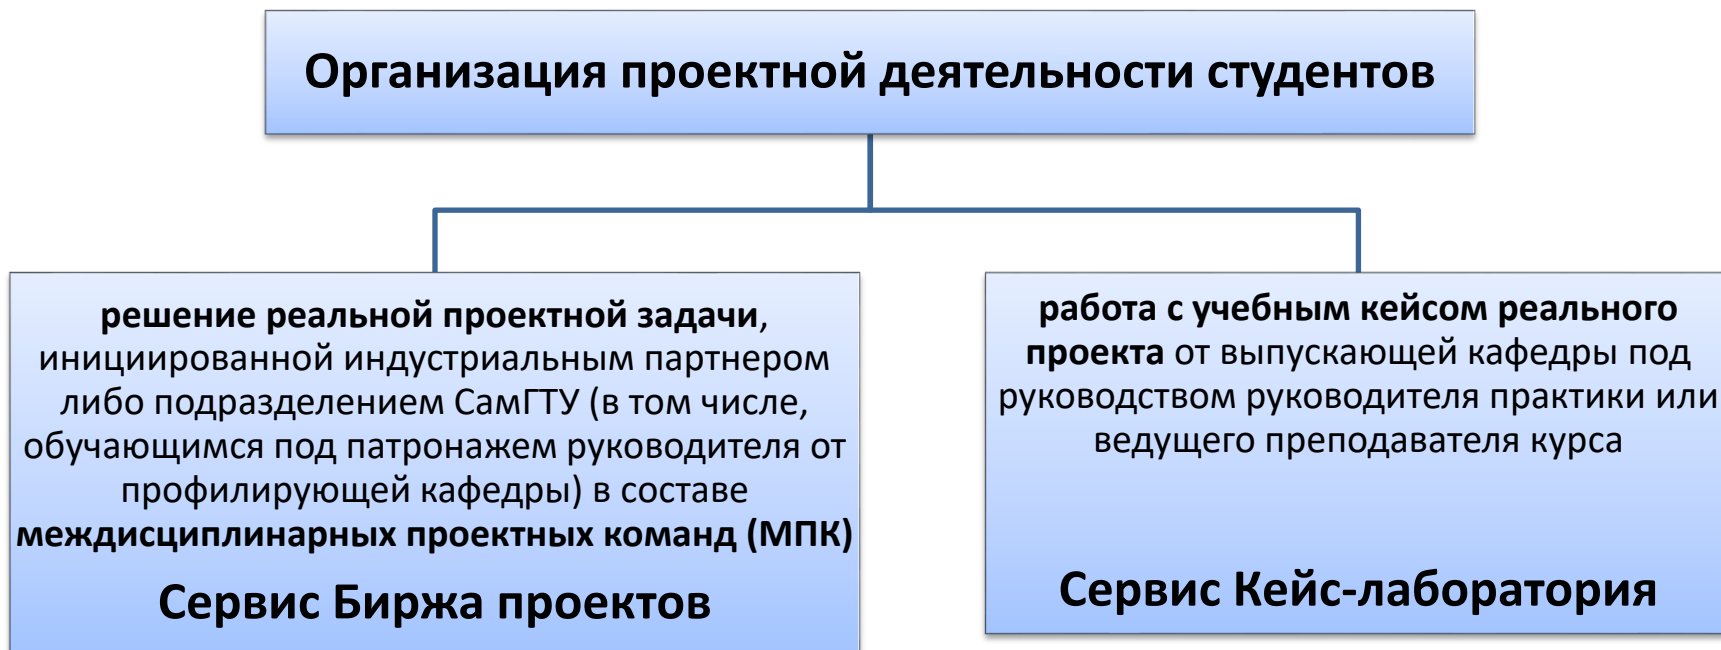 Организация проектной деятельности студентов
решение реальной проектной задачи,
инициированной индустриальным партнером
либо подразделением СамГТУ (в том числе,
обучающимся под патронажем руководителя от
профилирующей кафедры) в составе
междисциплинарных проектных команд (МПК)
Сервис Биржа проектов
работа с учебным кейсом реального
проекта от выпускающей кафедры под
руководством руководителя практики или
ведущего преподавателя курса
Сервис Кейс-лаборатория